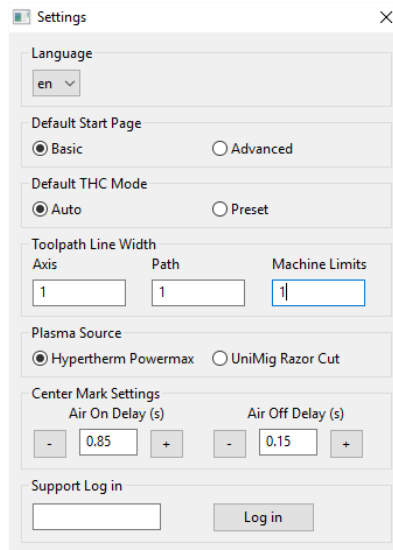 Settings
Language
en
Default Start Page
Basic Advanced
Default THC Mode
Auto Preset
Toolpath Line Width
Axis Path Machine Limits
1 1 1
Plasma Source
Hypertherm Powermax UniMig Razor Cut
Center Mark Settings
Air On Delay (s) Air Off Delay (s)
- 0.85 + - 0.15 +
Support Log in
Log in